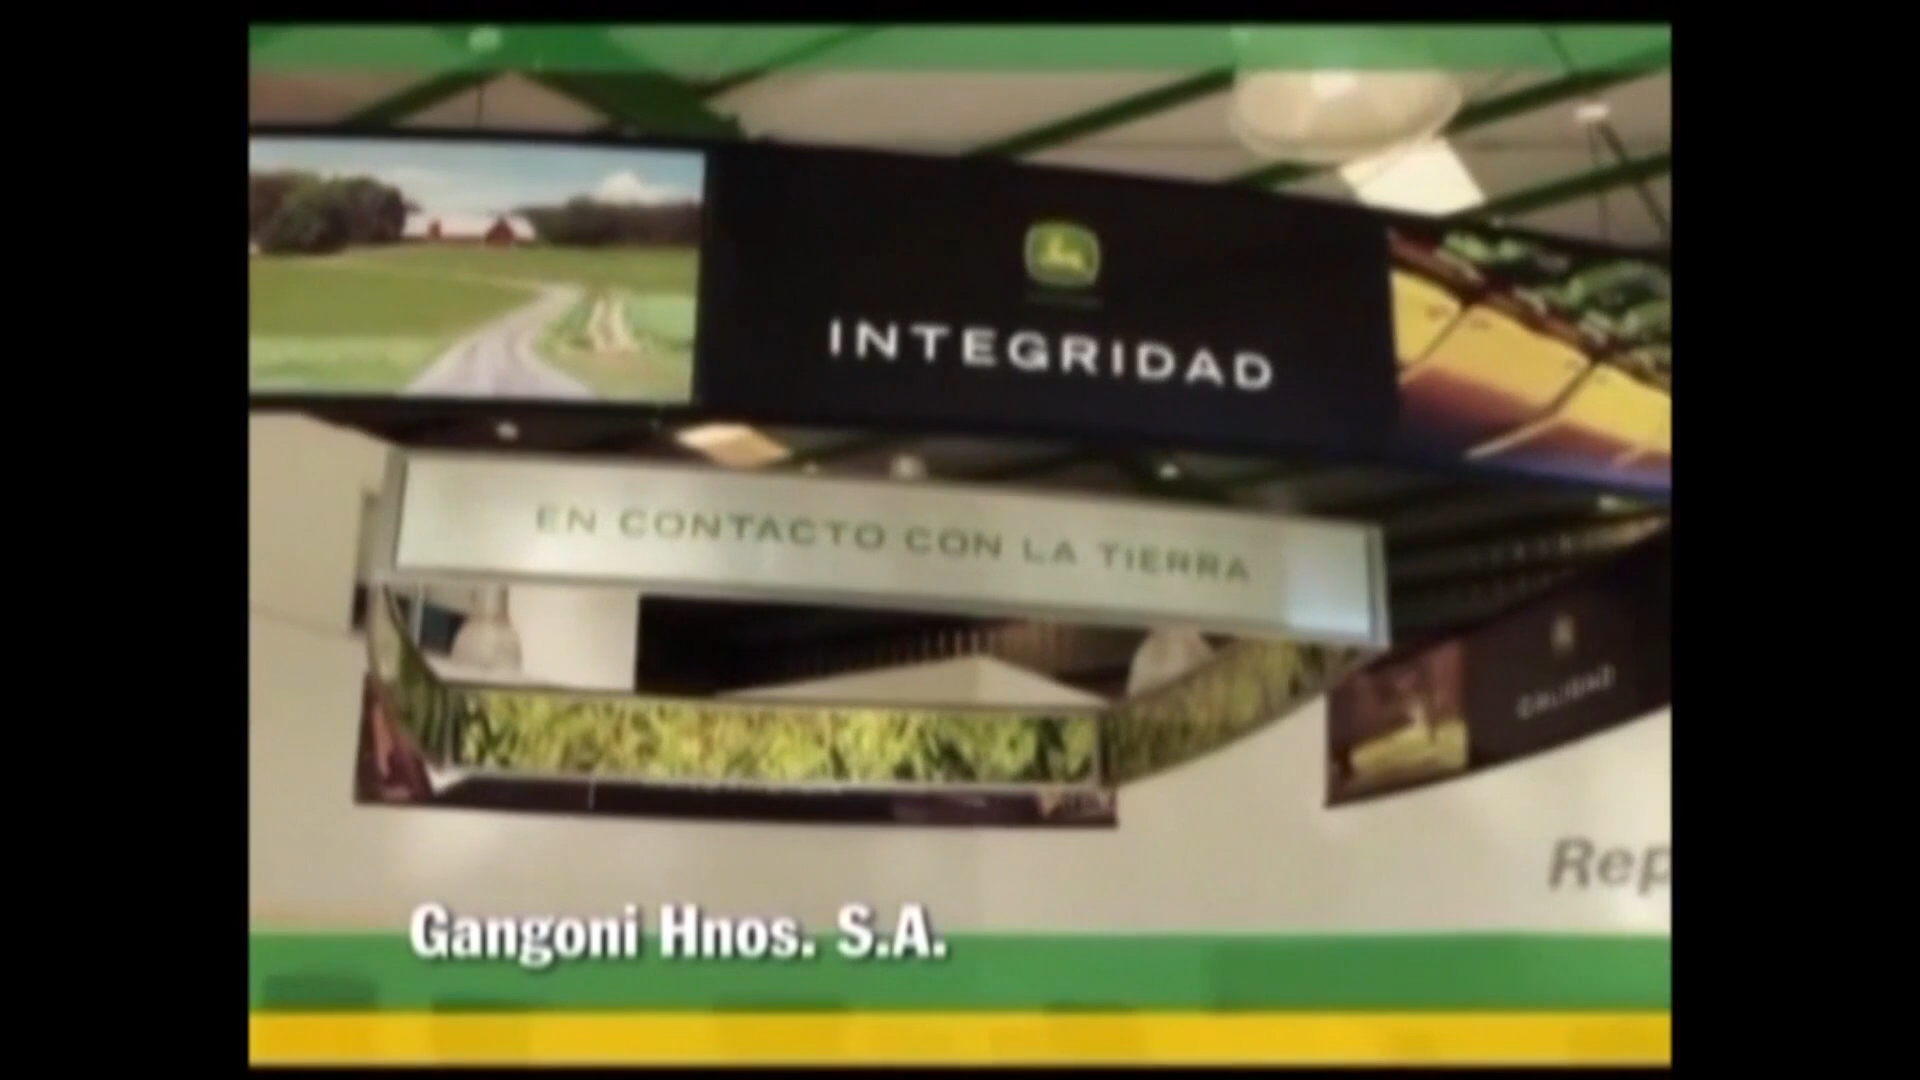 INTEGRIDAD
EN CONTACTO CON LA TIERRA
CALIDAD
Rep
Gangoni Hnos. S.A.